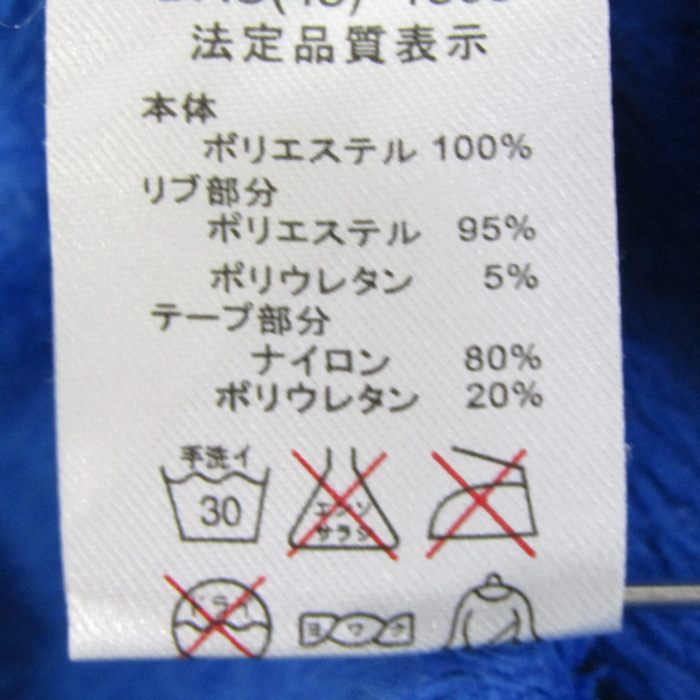 法定品質表示
本体
ポリエステル 100%
リブ部分
ポリエステル 95%
ポリウレタン 5%
テープ部分
ナイロン 80%
ポリウレタン 20%
手洗イ
30
エンソ
サラシ
ドライ
ヨワク